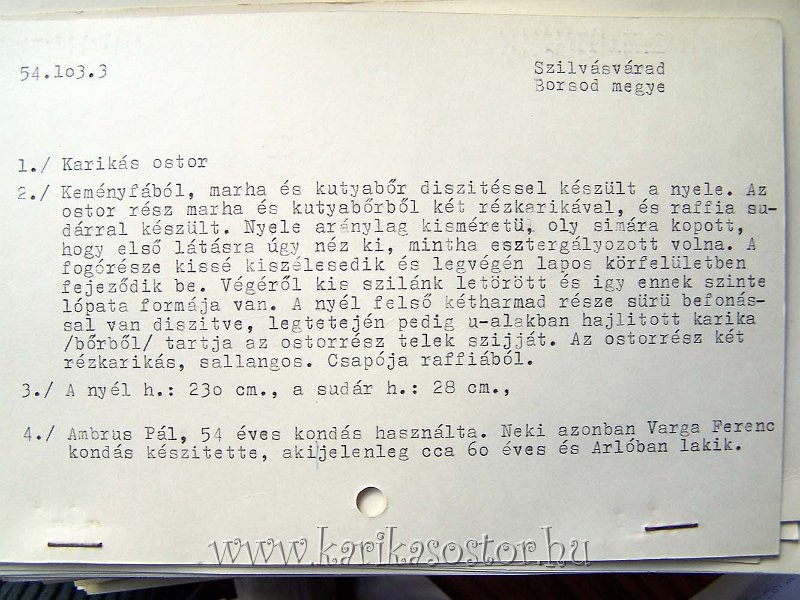 54.1o3.3
Szilvásvárad
Borsod megye
1./ Karikás ostor
2./ Keményfából, marha és kutyabőr diszitéssel készült a nyele. Az
ostor rész marha és kutyabőrből két rézkarikával, és raffia su-
dárral készült. Nyele aránylag kisméretü, oly simára kopott,
hogy első látásra úgy néz ki, mintha esztergályozott volna. A
fogórésze kissé kiszélesedik és legvégén lapos körfelületben
fejeződik be. Végéről kis szilánk letörött és igy ennek szinte
lópata formája van. A nyél felső kétharmad része sürü befonás-
sal van diszitve, legtetején pedig u-alakban hajlitott karika
/bőrből/ tartja az ostorrész telek szijját. Az ostorrész két
rézkarikás, sallangos. Csapója raffiából.
3./ A nyél h.: 23o cm., a sudár h.: 28 cm.,
4./ Ambrus Pál, 54 éves kondás használta. Neki azonban Varga Ferenc
kondás készitette, aki jelenleg cca 6o éves és Arlóban lakik.
www.karikasostor.hu